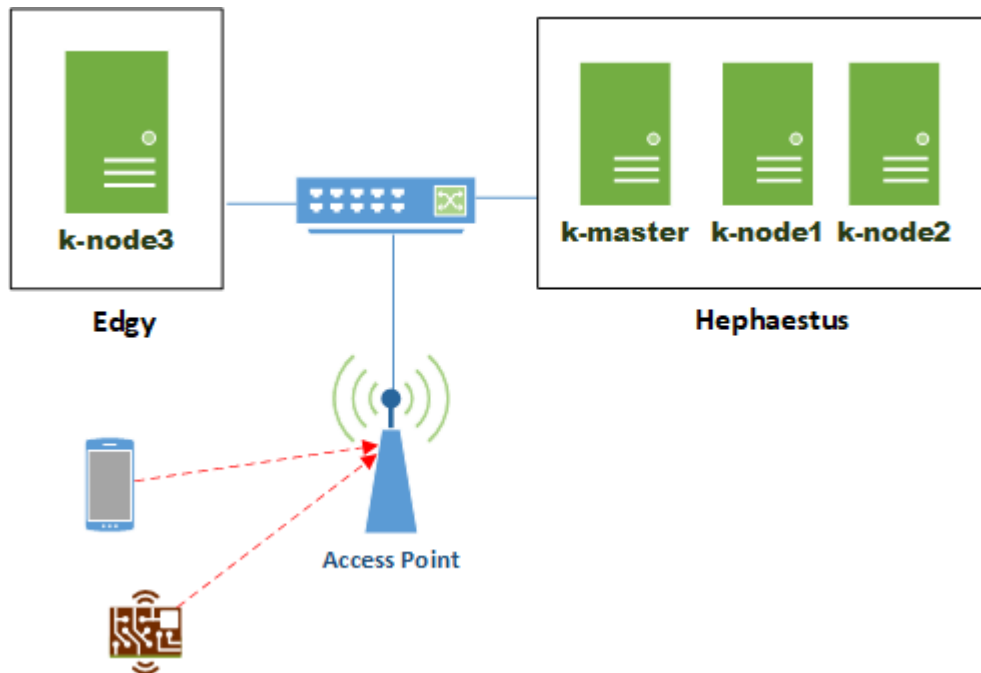 k-node3
k-master
k-node1
k-node2
Edgy
Hephaestus
Access Point